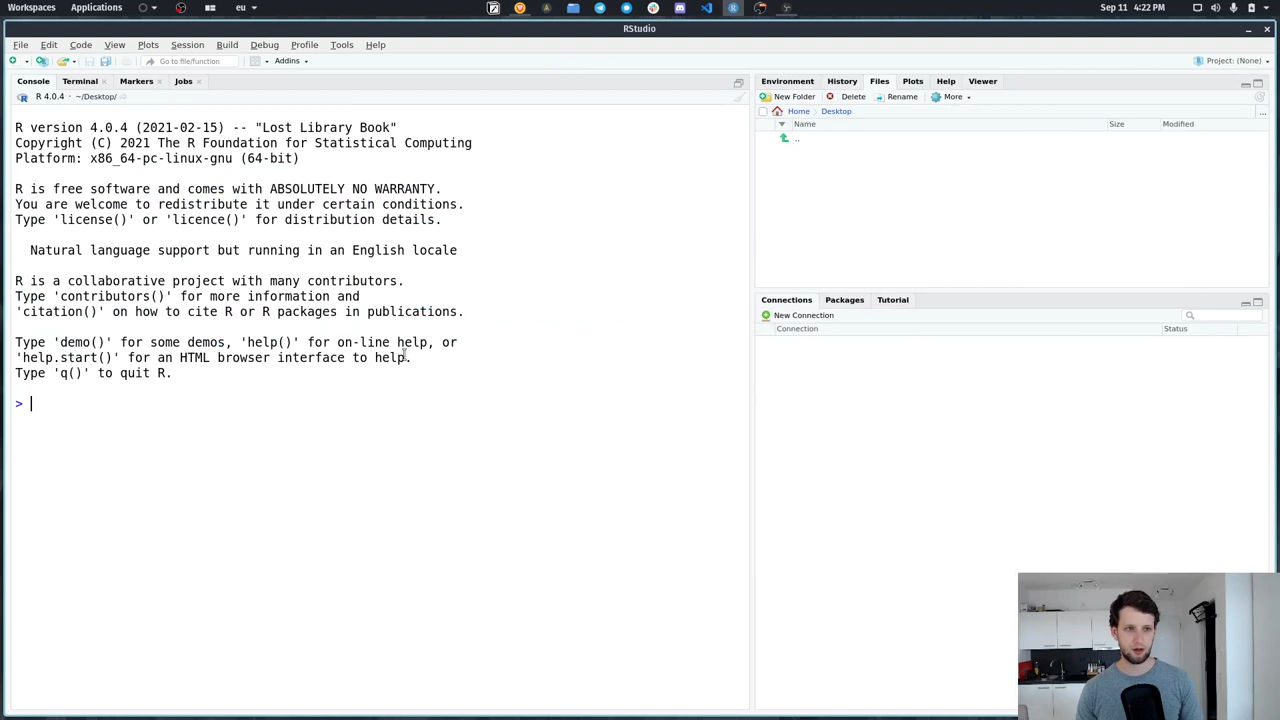 Workspaces Applications eu Sep 11 4:22 PM
RStudio
File Edit Code View Plots Session Build Debug Profile Tools Help
Go to file/function Addins Project: (None)
Console Terminal Markers Jobs
R 4.0.4 · ~/Desktop/
R version 4.0.4 (2021-02-15) -- "Lost Library Book"
Copyright (C) 2021 The R Foundation for Statistical Computing
Platform: x86_64-pc-linux-gnu (64-bit)
R is free software and comes with ABSOLUTELY NO WARRANTY.
You are welcome to redistribute it under certain conditions.
Type 'license()' or 'licence()' for distribution details.
Natural language support but running in an English locale
R is a collaborative project with many contributors.
Type 'contributors()' for more information and
'citation()' on how to cite R or R packages in publications.
Type 'demo()' for some demos, 'help()' for on-line help, or
'help.start()' for an HTML browser interface to help.
Type 'q()' to quit R.
>
Environment History Files Plots Help Viewer
New Folder Delete Rename More
Home Desktop ...
Name Size Modified
..
Connections Packages Tutorial
New Connection
Connection Status